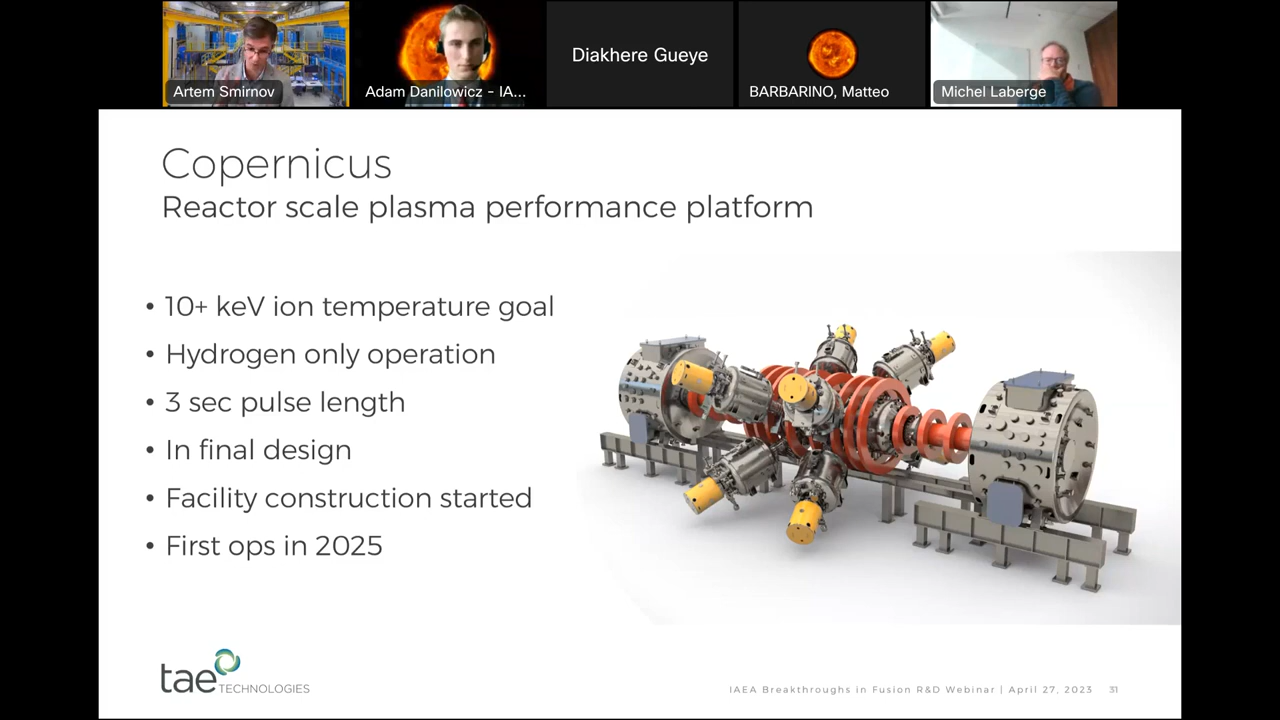 Artem Smirnov
Adam Danilowicz - IA...
Diakhere Gueye
BARBARINO, Matteo
Michel Laberge
Copernicus
Reactor scale plasma performance platform
• 10+ keV ion temperature goal
• Hydrogen only operation
• 3 sec pulse length
• In final design
• Facility construction started
• First ops in 2025
tae TECHNOLOGIES
IAEA Breakthroughs in Fusion R&D Webinar | April 27, 2023 31